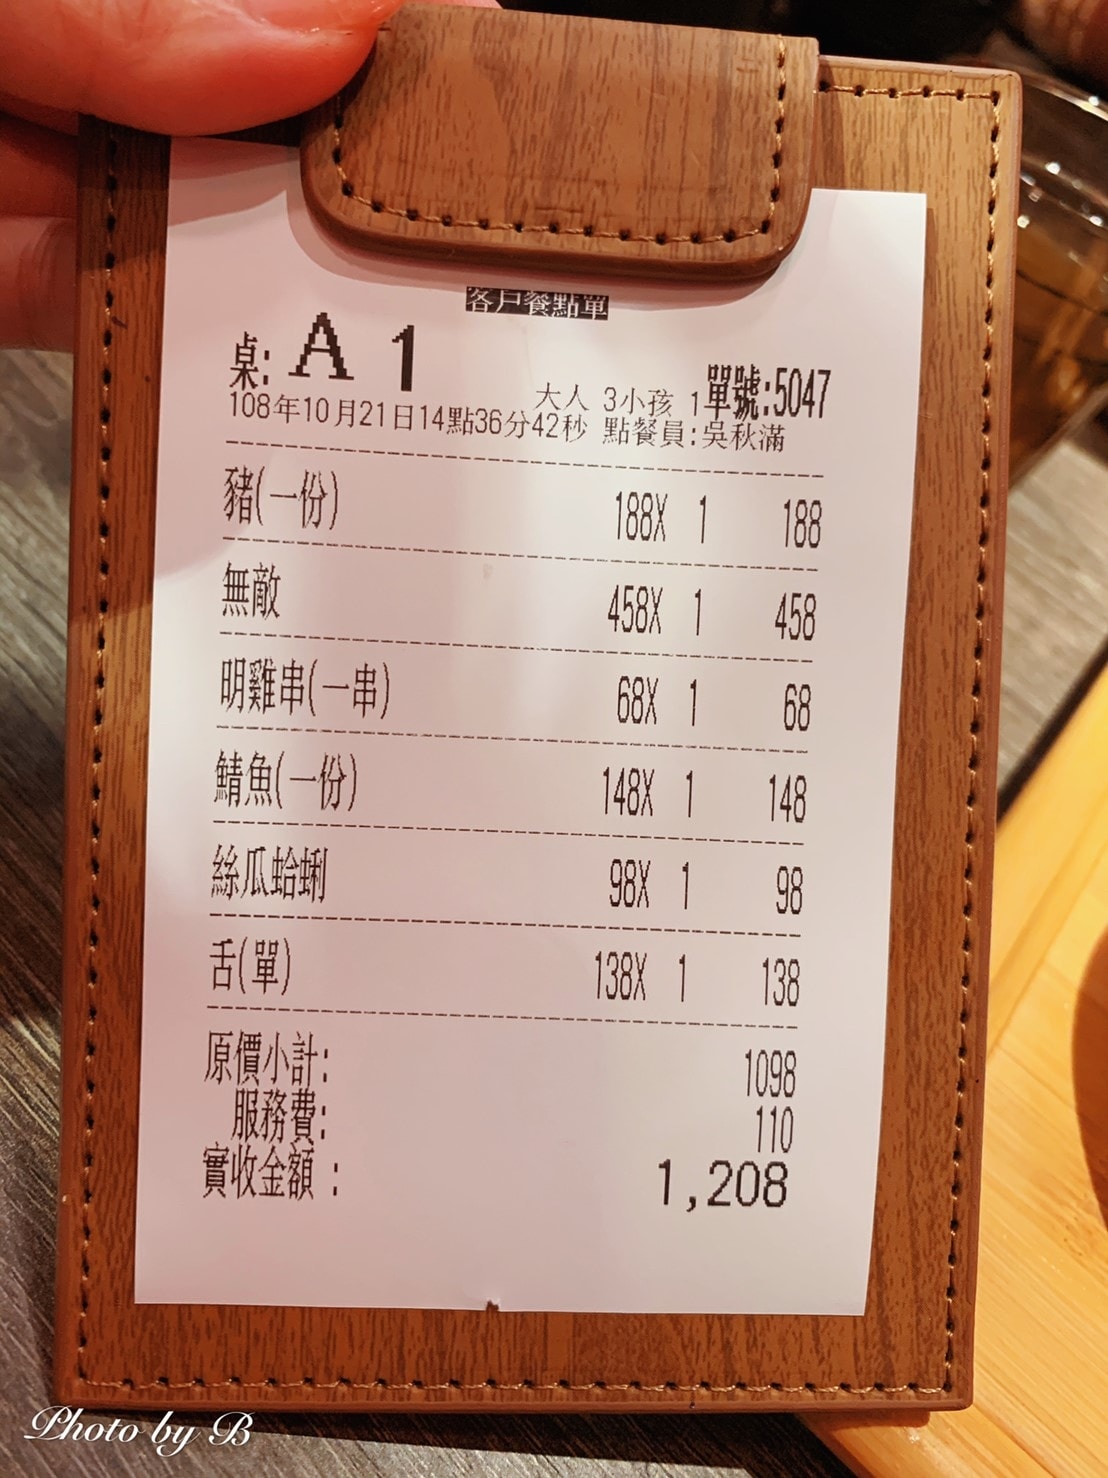 客戶餐點單
桌: A 1
大人 3小孩 1單號:5047
108年10月21日14點36分42秒 點餐員:吳秋滿
豬(一份) 188X 1 188
無敵 458X 1 458
明雞串(一串) 68X 1 68
鯖魚(一份) 148X 1 148
絲瓜蛤蜊 98X 1 98
舌(單) 138X 1 138
原價小計: 1098
服務費: 110
實收金額 : 1,208
Photo by B